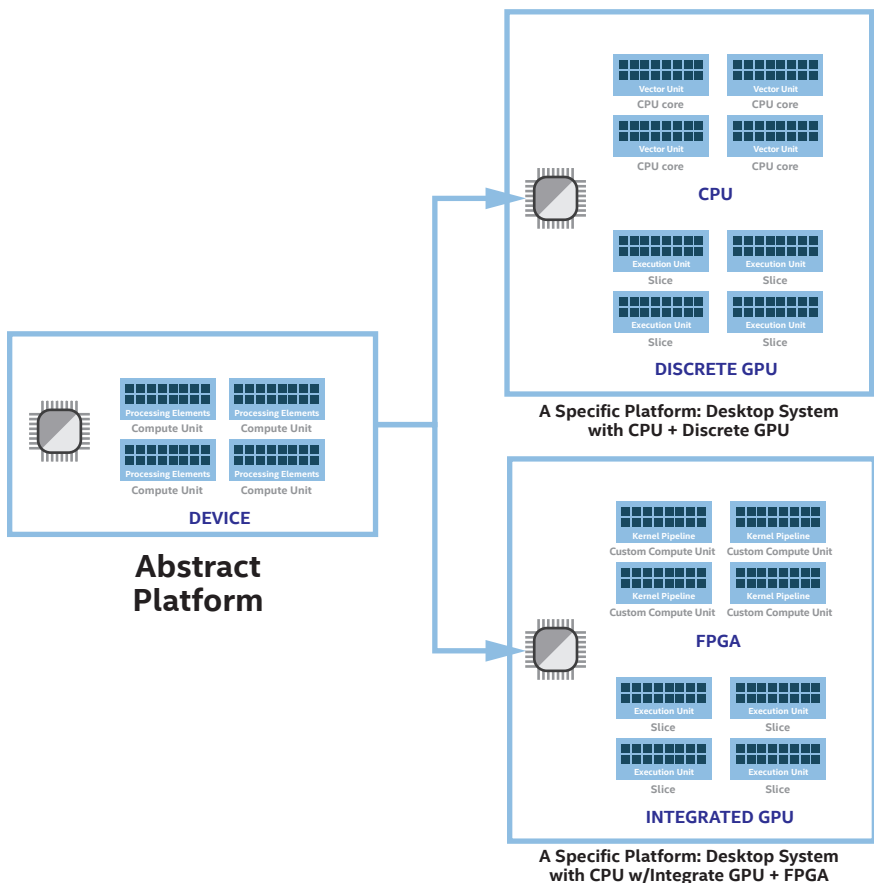 Vector Unit Vector Unit
CPU core CPU core
Vector Unit Vector Unit
CPU core CPU core
CPU
Execution Unit Execution Unit
Slice Slice
Execution Unit Execution Unit
Slice Slice
DISCRETE GPU
A Specific Platform: Desktop System
with CPU + Discrete GPU
Processing Elements Processing Elements
Compute Unit Compute Unit
Processing Elements Processing Elements
Compute Unit Compute Unit
DEVICE
Abstract
Platform
Kernel Pipeline Kernel Pipeline
Custom Compute Unit Custom Compute Unit
Kernel Pipeline Kernel Pipeline
Custom Compute Unit Custom Compute Unit
FPGA
Execution Unit Execution Unit
Slice Slice
Execution Unit Execution Unit
Slice Slice
INTEGRATED GPU
A Specific Platform: Desktop System
with CPU w/Integrate GPU + FPGA